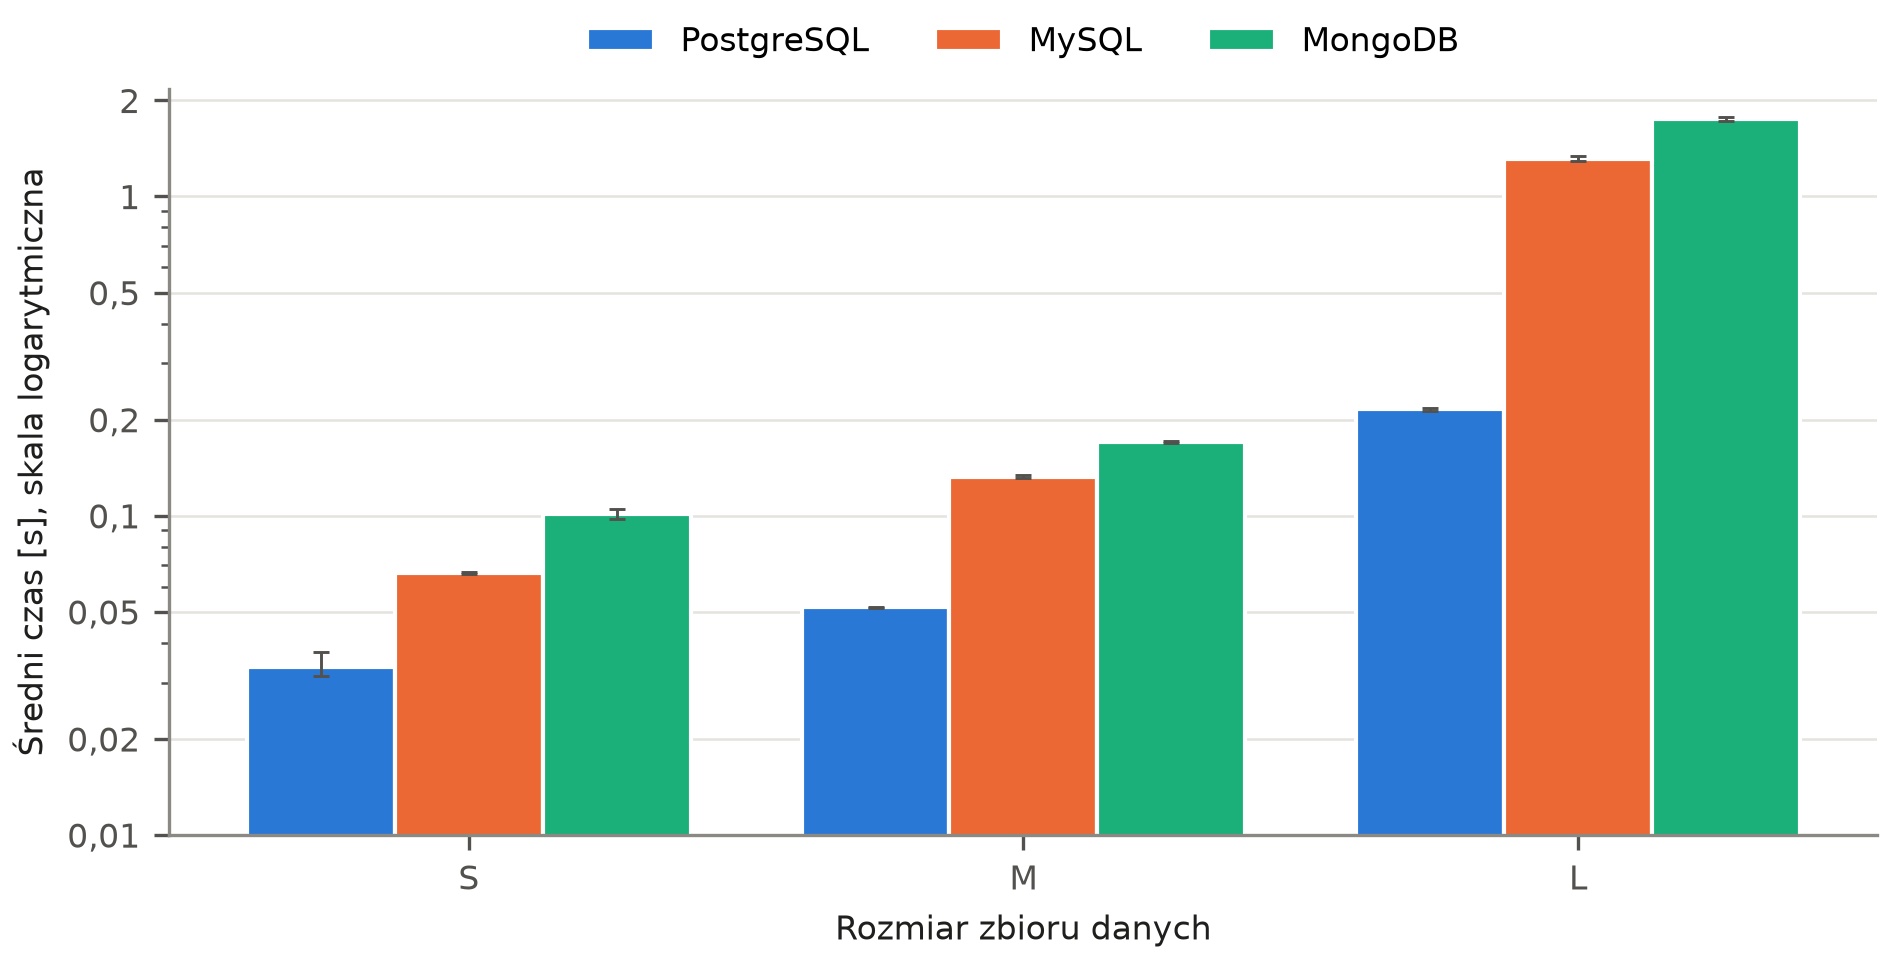 PostgreSQL MySQL MongoDB
Średni czas [s], skala logarytmiczna
2
1
0,5
0,2
0,1
0,05
0,02
0,01
S M L
Rozmiar zbioru danych